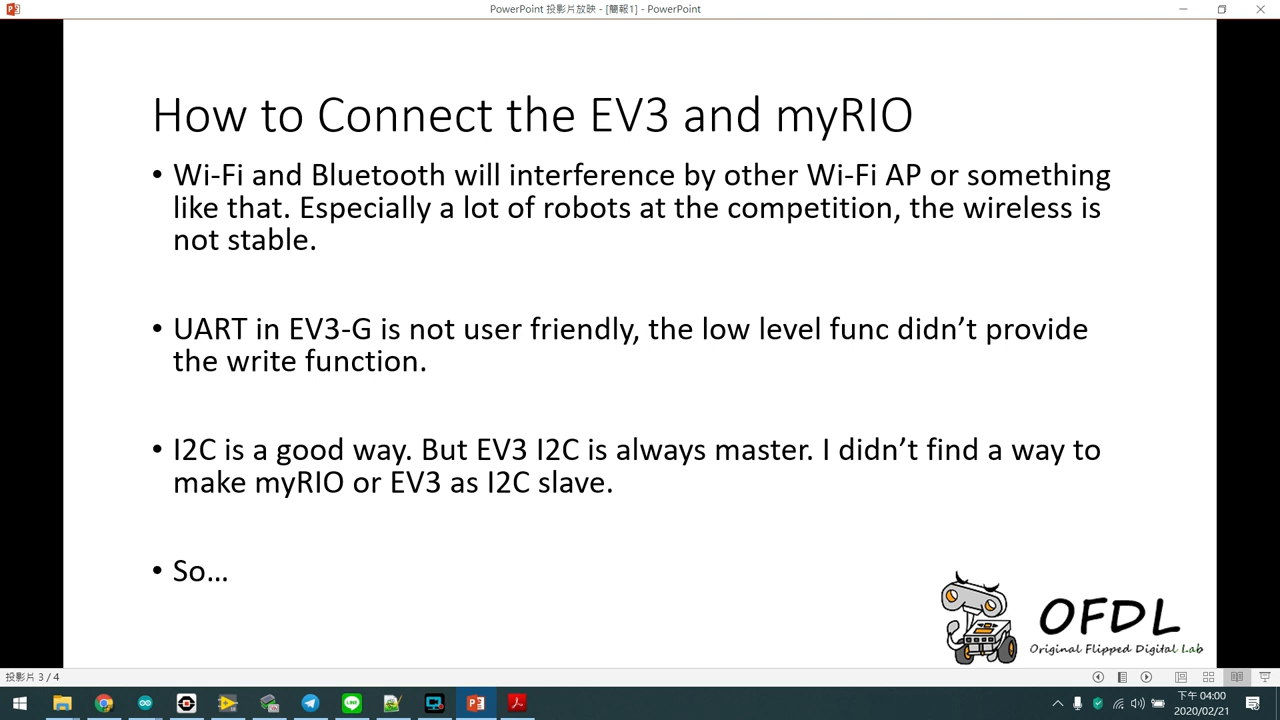 PowerPoint 投影片放映 - [簡報1] - PowerPoint
How to Connect the EV3 and myRIO
• Wi-Fi and Bluetooth will interference by other Wi-Fi AP or something
like that. Especially a lot of robots at the competition, the wireless is
not stable.
• UART in EV3-G is not user friendly, the low level func didn’t provide
the write function.
• I2C is a good way. But EV3 I2C is always master. I didn’t find a way to
make myRIO or EV3 as I2C slave.
• So…
OFDL
Original Flipped Digital Lab
投影片 3 / 4
下午 04:00
2020/02/21